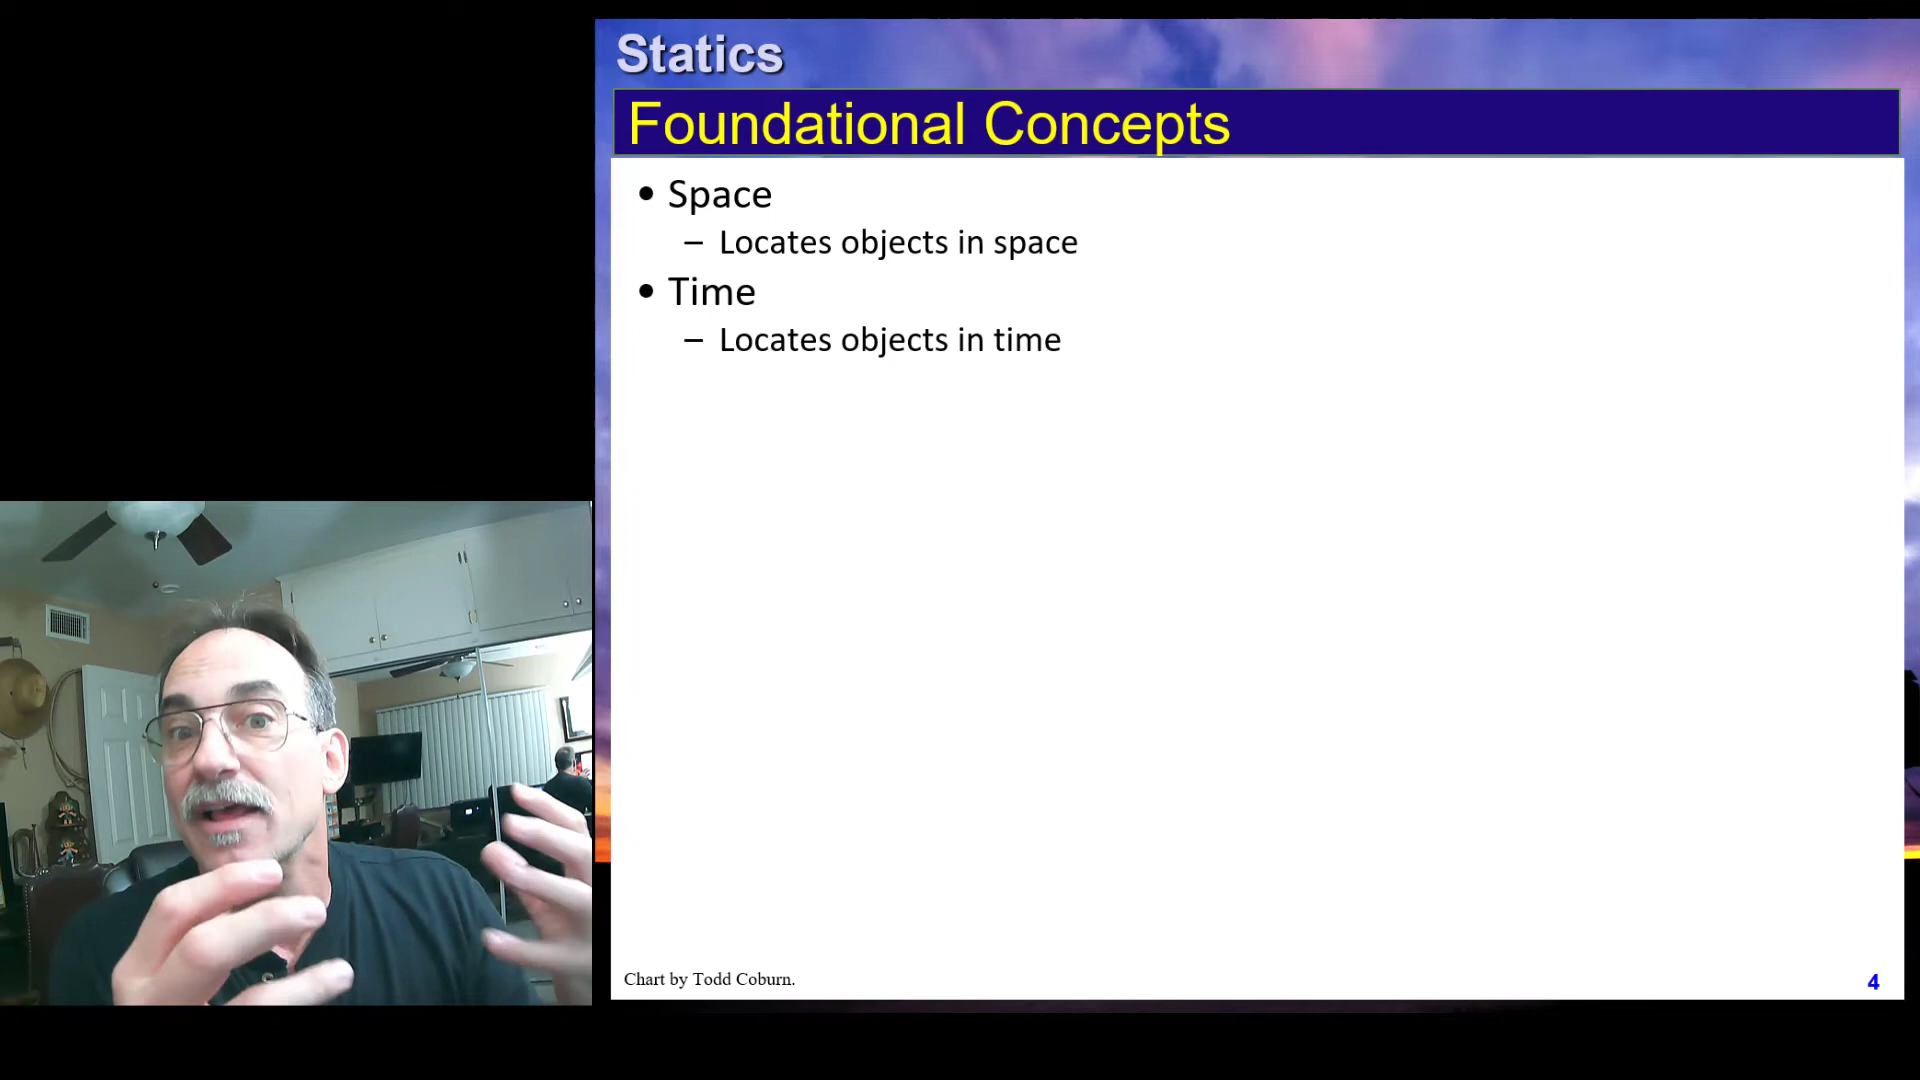 Statics
Foundational Concepts
• Space
– Locates objects in space
• Time
– Locates objects in time
Chart by Todd Coburn.
4